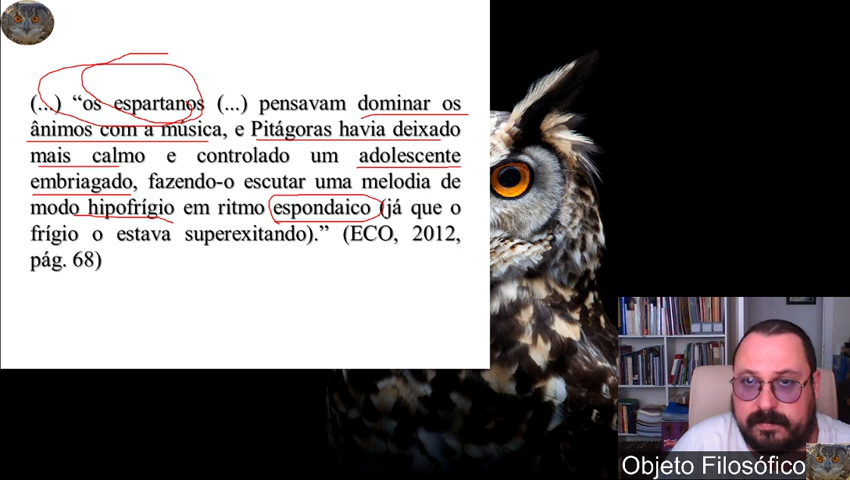 (...) “os espartanos (...) pensavam dominar os
ânimos com a música, e Pitágoras havia deixado
mais calmo e controlado um adolescente
embriagado, fazendo-o escutar uma melodia de
modo hipofrígio em ritmo espondaico (já que o
frígio o estava superexitando).” (ECO, 2012,
pág. 68)
Objeto Filosófico